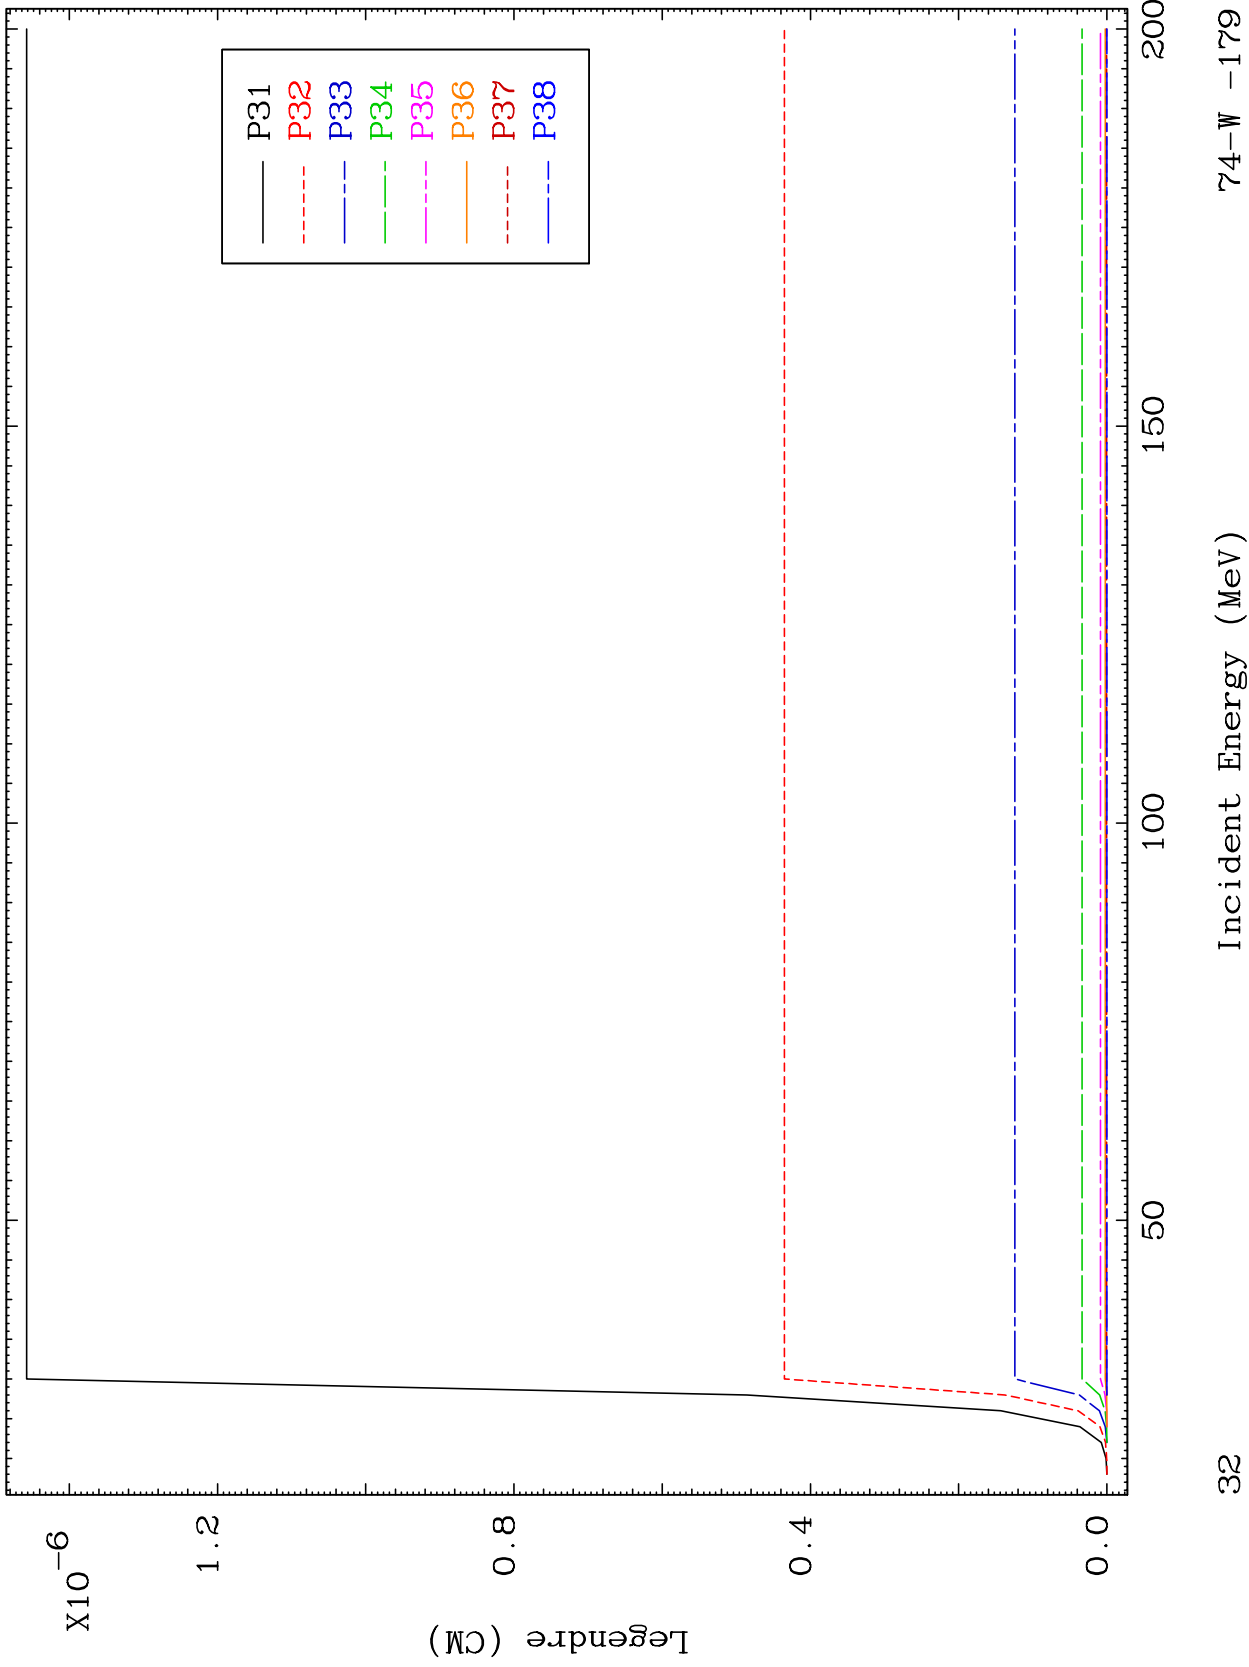 X10-6
Legendre (CM)
1.2
0.8
0.4
0.0
P31
P32
P33
P34
P35
P36
P37
P38
50
100
150
200
32
Incident Energy (MeV)
74-W -179